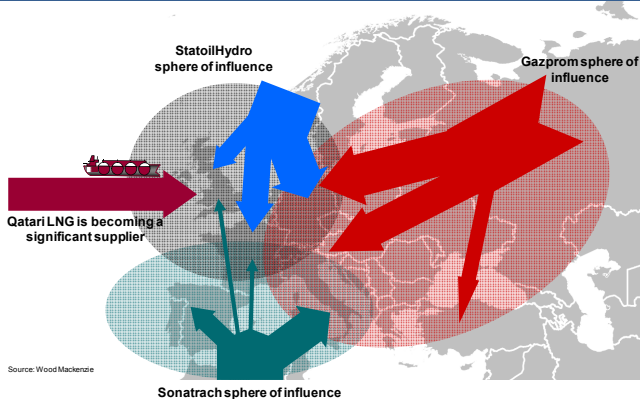 StatoilHydro
sphere of influence
Gazprom sphere of
influence
Qatari LNG is becoming a
significant supplier
Source: Wood Mackenzie
Sonatrach sphere of influence